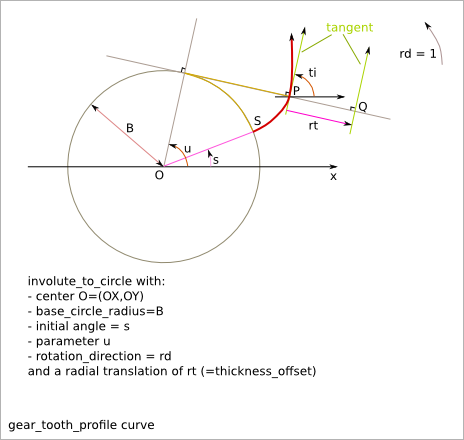 tangent
rd = 1
ti
P
Q
S
rt
B
u
s
O
x
involute_to_circle with:
- center O=(OX,OY)
- base_circle_radius=B
- initial angle = s
- parameter u
- rotation_direction = rd
and a radial translation of rt (=thickness_offset)
gear_tooth_profile curve